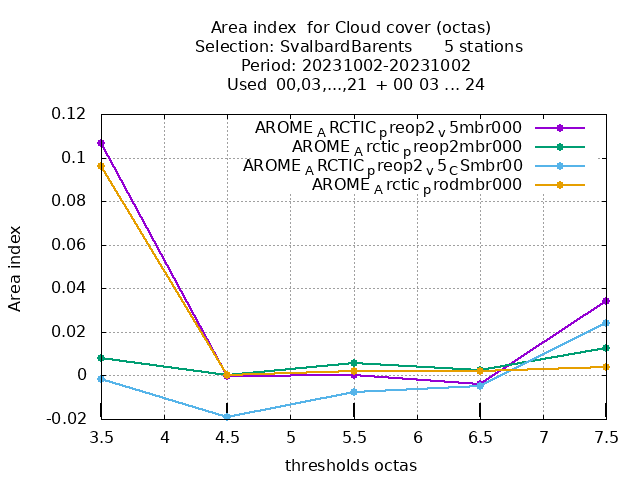 Area index  for Cloud cover (octas)
Selection: SvalbardBarents      5 stations
Period: 20231002-20231002
Used  00,03,...,21  + 00 03 ... 24
AROME_ARCTIC_preop2_v5mbr000
AROME_Arctic_preop2mbr000
AROME_ARCTIC_preop2_v5_CSmbr00
AROME_Arctic_prodmbr000
Area index
0.12
0.1
0.08
0.06
0.04
0.02
0
-0.02
3.5 4 4.5 5 5.5 6 6.5 7 7.5
thresholds octas